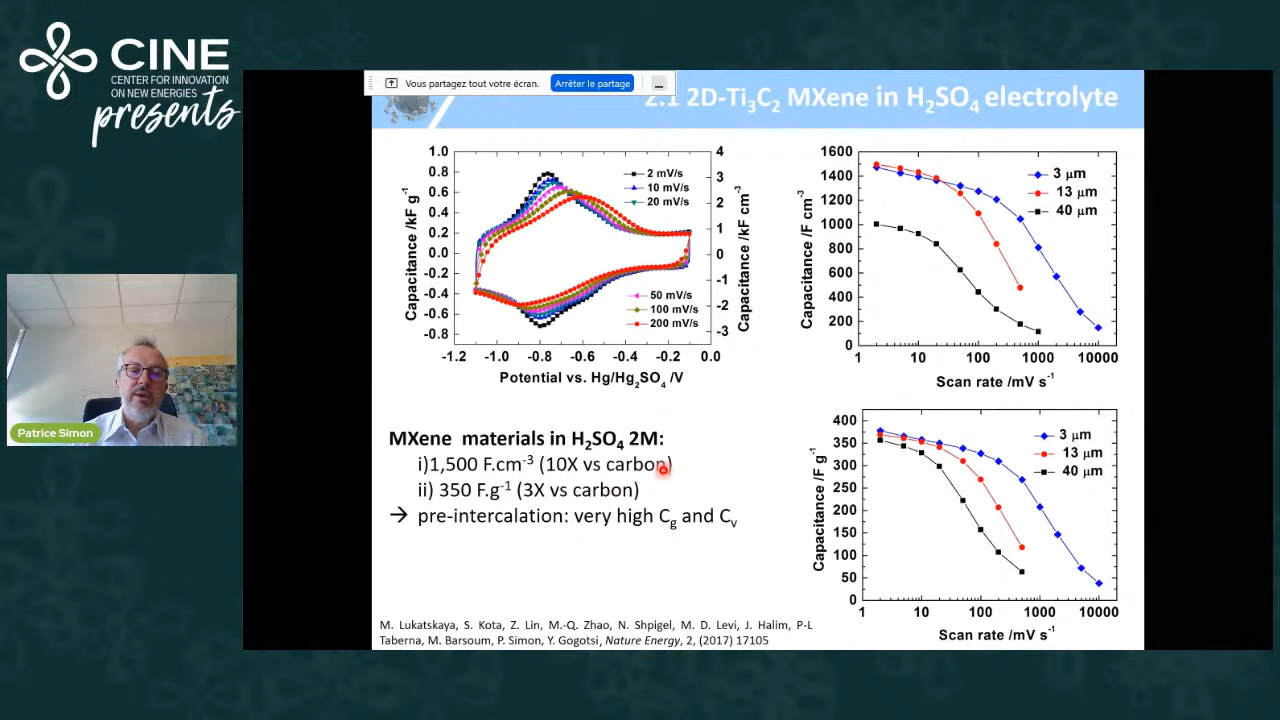 CINE
CENTER FOR INNOVATION
ON NEW ENERGIES
presents
Vous partagez tout votre écran.
Arrêter le partage
2.1 2D-Ti3C2 MXene in H2SO4 electrolyte
1.0
0.8
0.6
0.4
0.2
0.0
-0.2
-0.4
-0.6
-0.8
Capacitance /kF g-1
4
3
2
1
0
-1
-2
-3
Capacitance /kF cm-3
2 mV/s
10 mV/s
20 mV/s
50 mV/s
100 mV/s
200 mV/s
-1.2 -1.0 -0.8 -0.6 -0.4 -0.2 0.0
Potential vs. Hg/Hg2SO4 /V
1600
1400
1200
1000
800
600
400
200
Capacitance /F cm-3
3 μm
13 μm
40 μm
1 10 100 1000 10000
Scan rate /mV s-1
MXene materials in H2SO4 2M:
i)1,500 F.cm-3 (10X vs carbon)
ii) 350 F.g-1 (3X vs carbon)
→ pre-intercalation: very high Cg and Cv
400
350
300
250
200
150
100
50
0
Capacitance /F g-1
3 μm
13 μm
40 μm
1 10 100 1000 10000
Scan rate /mV s-1
M. Lukatskaya, S. Kota, Z. Lin, M.-Q. Zhao, N. Shpigel, M. D. Levi, J. Halim, P-L
Taberna, M. Barsoum, P. Simon, Y. Gogotsi, Nature Energy, 2, (2017) 17105
Patrice Simon